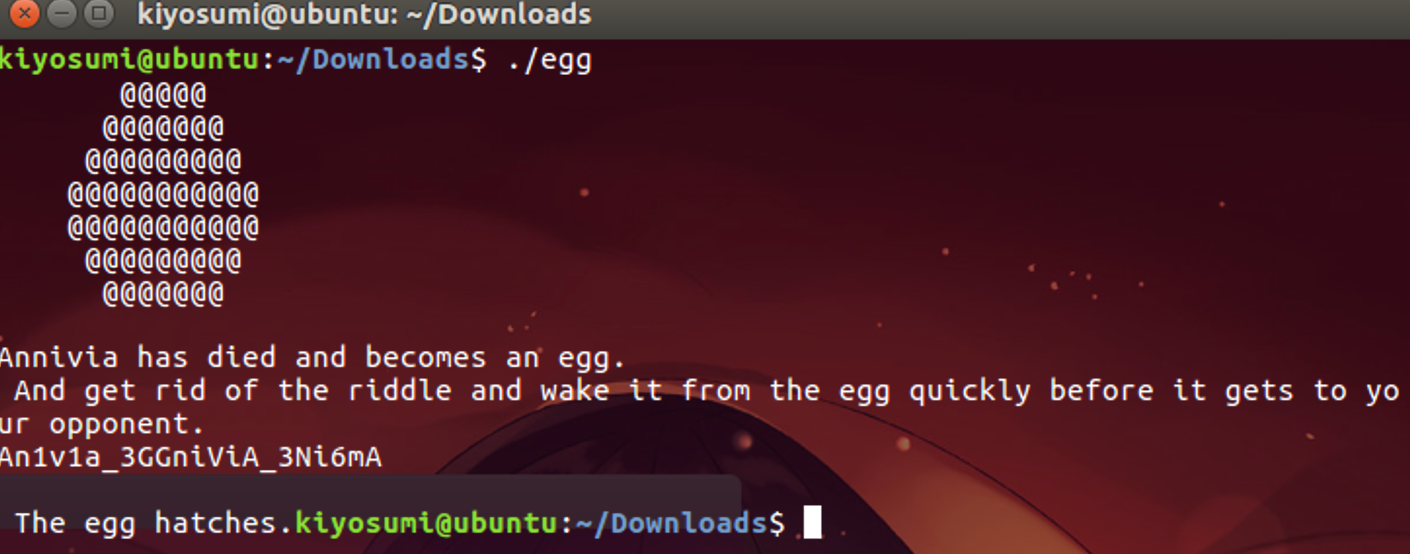 kiyosumi@ubuntu: ~/Downloads
kiyosumi@ubuntu:~/Downloads$ ./egg
@@@@@
@@@@@@@
@@@@@@@@@
@@@@@@@@@@@
@@@@@@@@@@@
@@@@@@@@@
@@@@@@@
Annivia has died and becomes an egg.
And get rid of the riddle and wake it from the egg quickly before it gets to yo
ur opponent.
An1v1a_3GGniViA_3Ni6mA
The egg hatches.kiyosumi@ubuntu:~/Downloads$